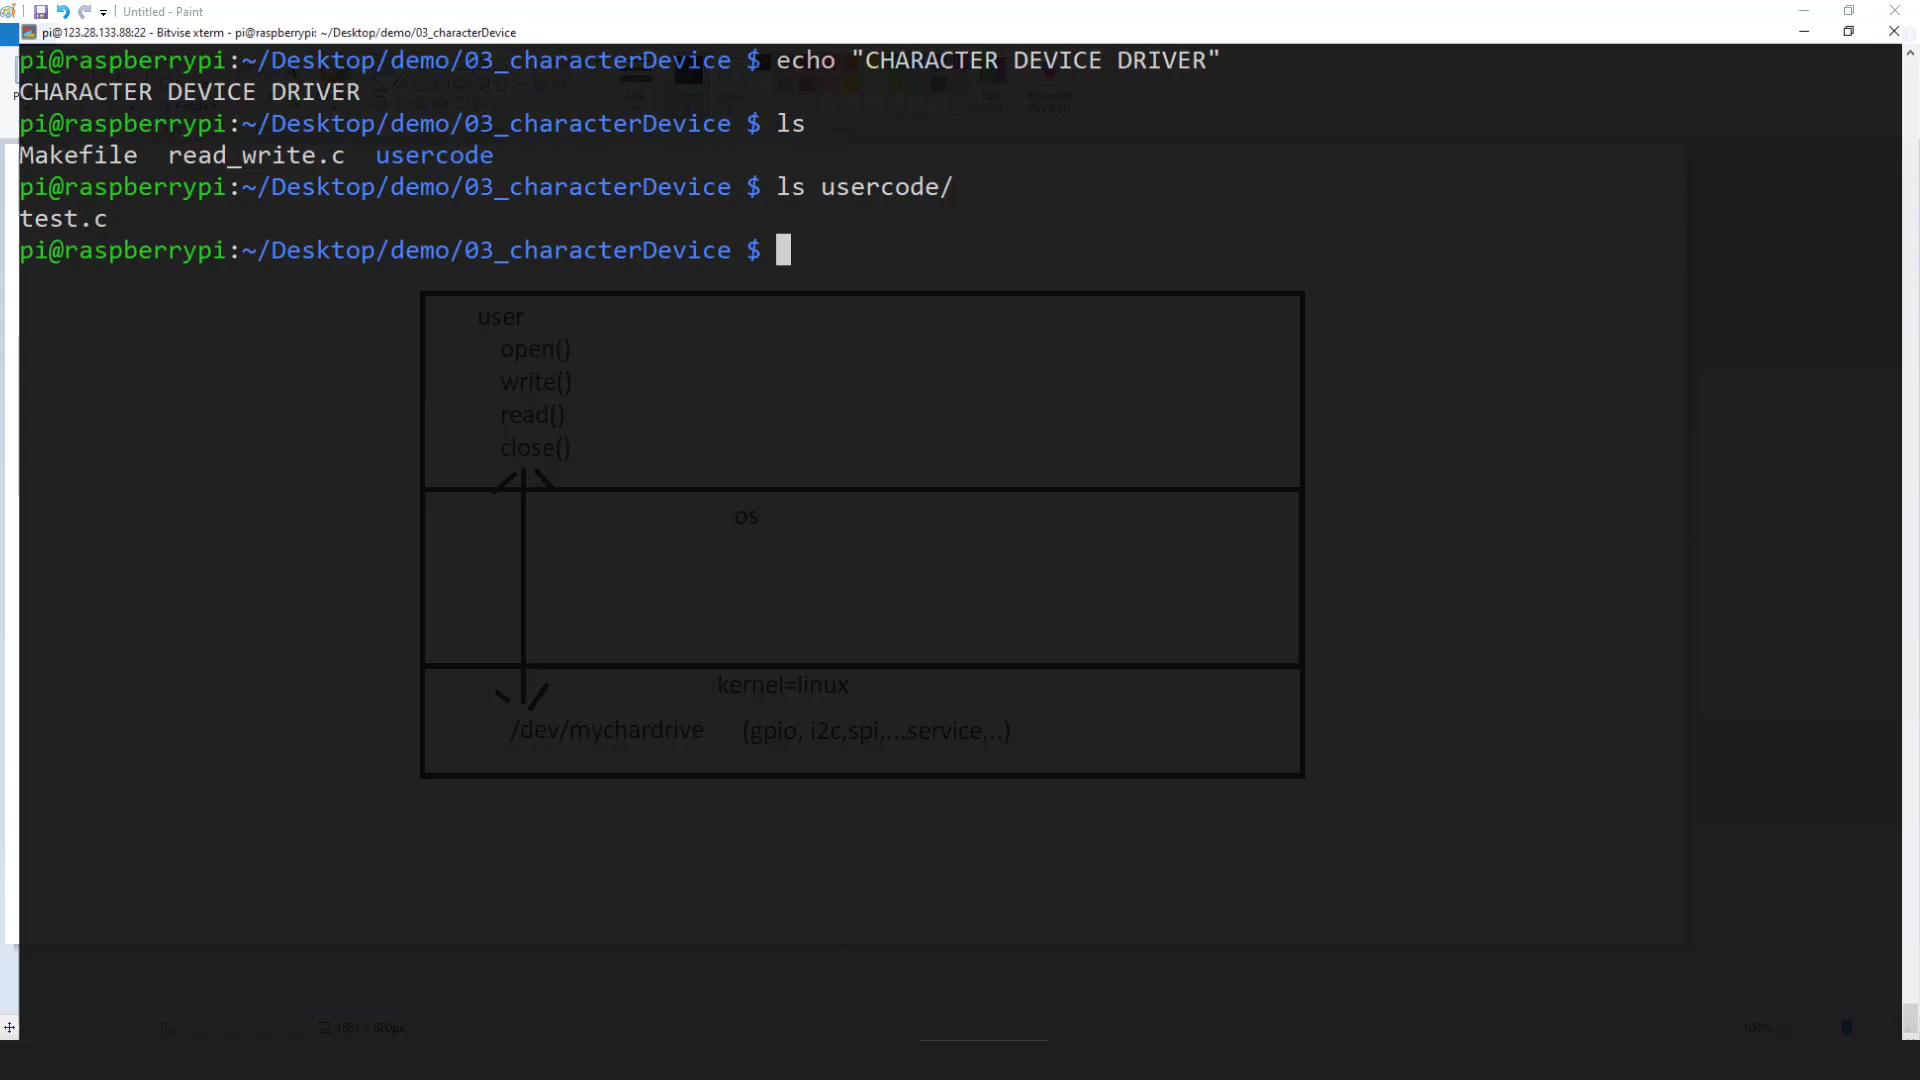 Untitled - Paint
pi@123.28.133.88:22 - Bitvise xterm - pi@raspberrypi: ~/Desktop/demo/03_characterDevice
pi@raspberrypi:~/Desktop/demo/03_characterDevice $ echo "CHARACTER DEVICE DRIVER"
CHARACTER DEVICE DRIVER
pi@raspberrypi:~/Desktop/demo/03_characterDevice $ ls
Makefile  read_write.c  usercode
pi@raspberrypi:~/Desktop/demo/03_characterDevice $ ls usercode/
test.c
pi@raspberrypi:~/Desktop/demo/03_characterDevice $
user
open()
write()
read()
close()
os
kernel=linux
/dev/mychardrive (gpio, i2c,spi,...service,..)
100%